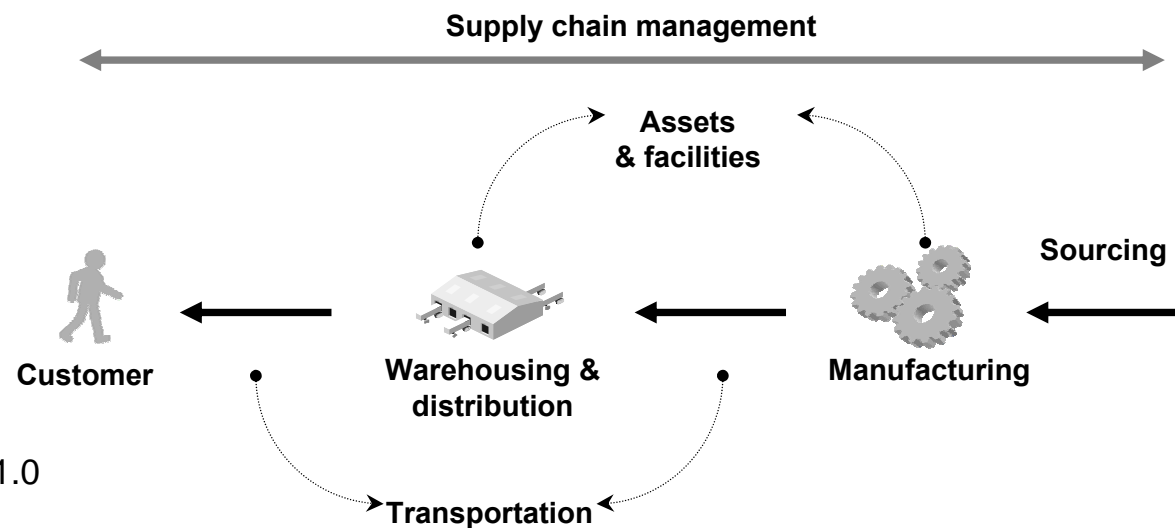 Supply chain management
Assets
& facilities
Sourcing
Customer
Warehousing &
distribution
Manufacturing
1.0
Transportation